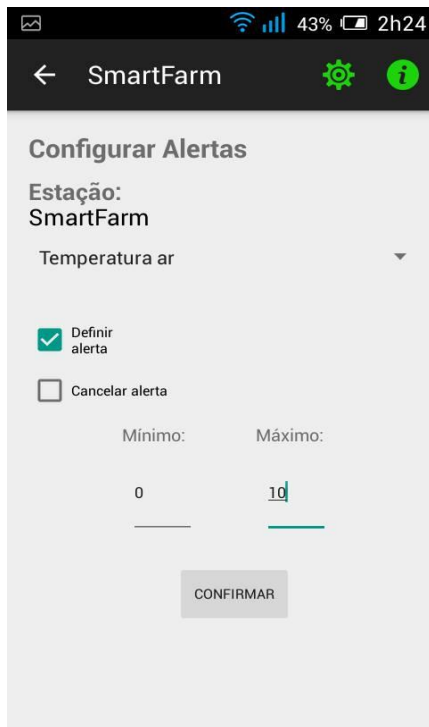 43% 2h24
SmartFarm
Configurar Alertas
Estação:
SmartFarm
Temperatura ar
Definir
alerta
Cancelar alerta
Mínimo: Máximo:
0 10
CONFIRMAR